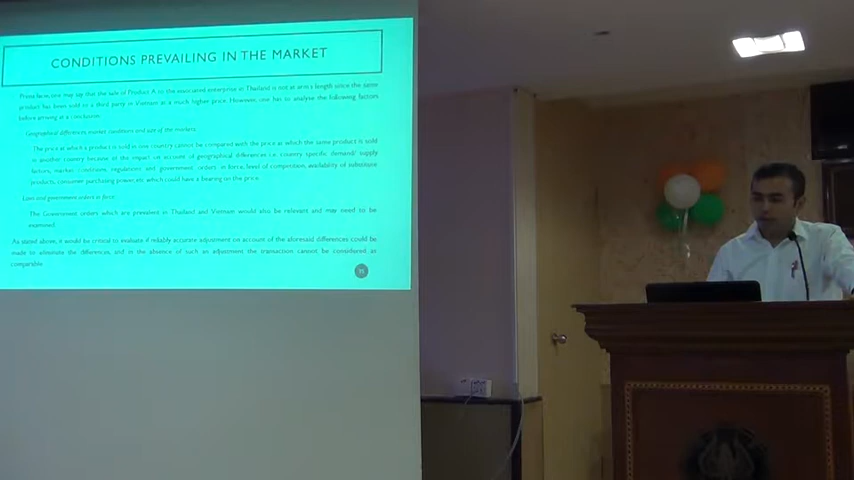 CONDITIONS PREVAILING IN THE MARKET
Prima facie, one may say that the sale of Product A to the associated enterprise in Thailand is not at arm's length since the same
product has been sold to a third party in Vietnam at a much higher price. However, one has to analyse the following factors
before arriving at a conclusion:
Geographical differences, market conditions and size of the markets:
The price at which a product is sold in one country cannot be compared with the price at which the same product is sold
in another country because of the impact on account of geographical differences i.e. country specific demand/ supply
factors, market conditions, regulations and government orders in force, level of competition, availability of substitute
products, consumer purchasing power, etc which could have a bearing on the price.
Laws and government orders in force:
The Government orders which are prevalent in Thailand and Vietnam would also be relevant and may need to be
examined.
As stated above, it would be critical to evaluate if reliably accurate adjustment on account of the aforesaid differences could be
made to eliminate the differences, and in the absence of such an adjustment the transaction cannot be considered as
comparable.